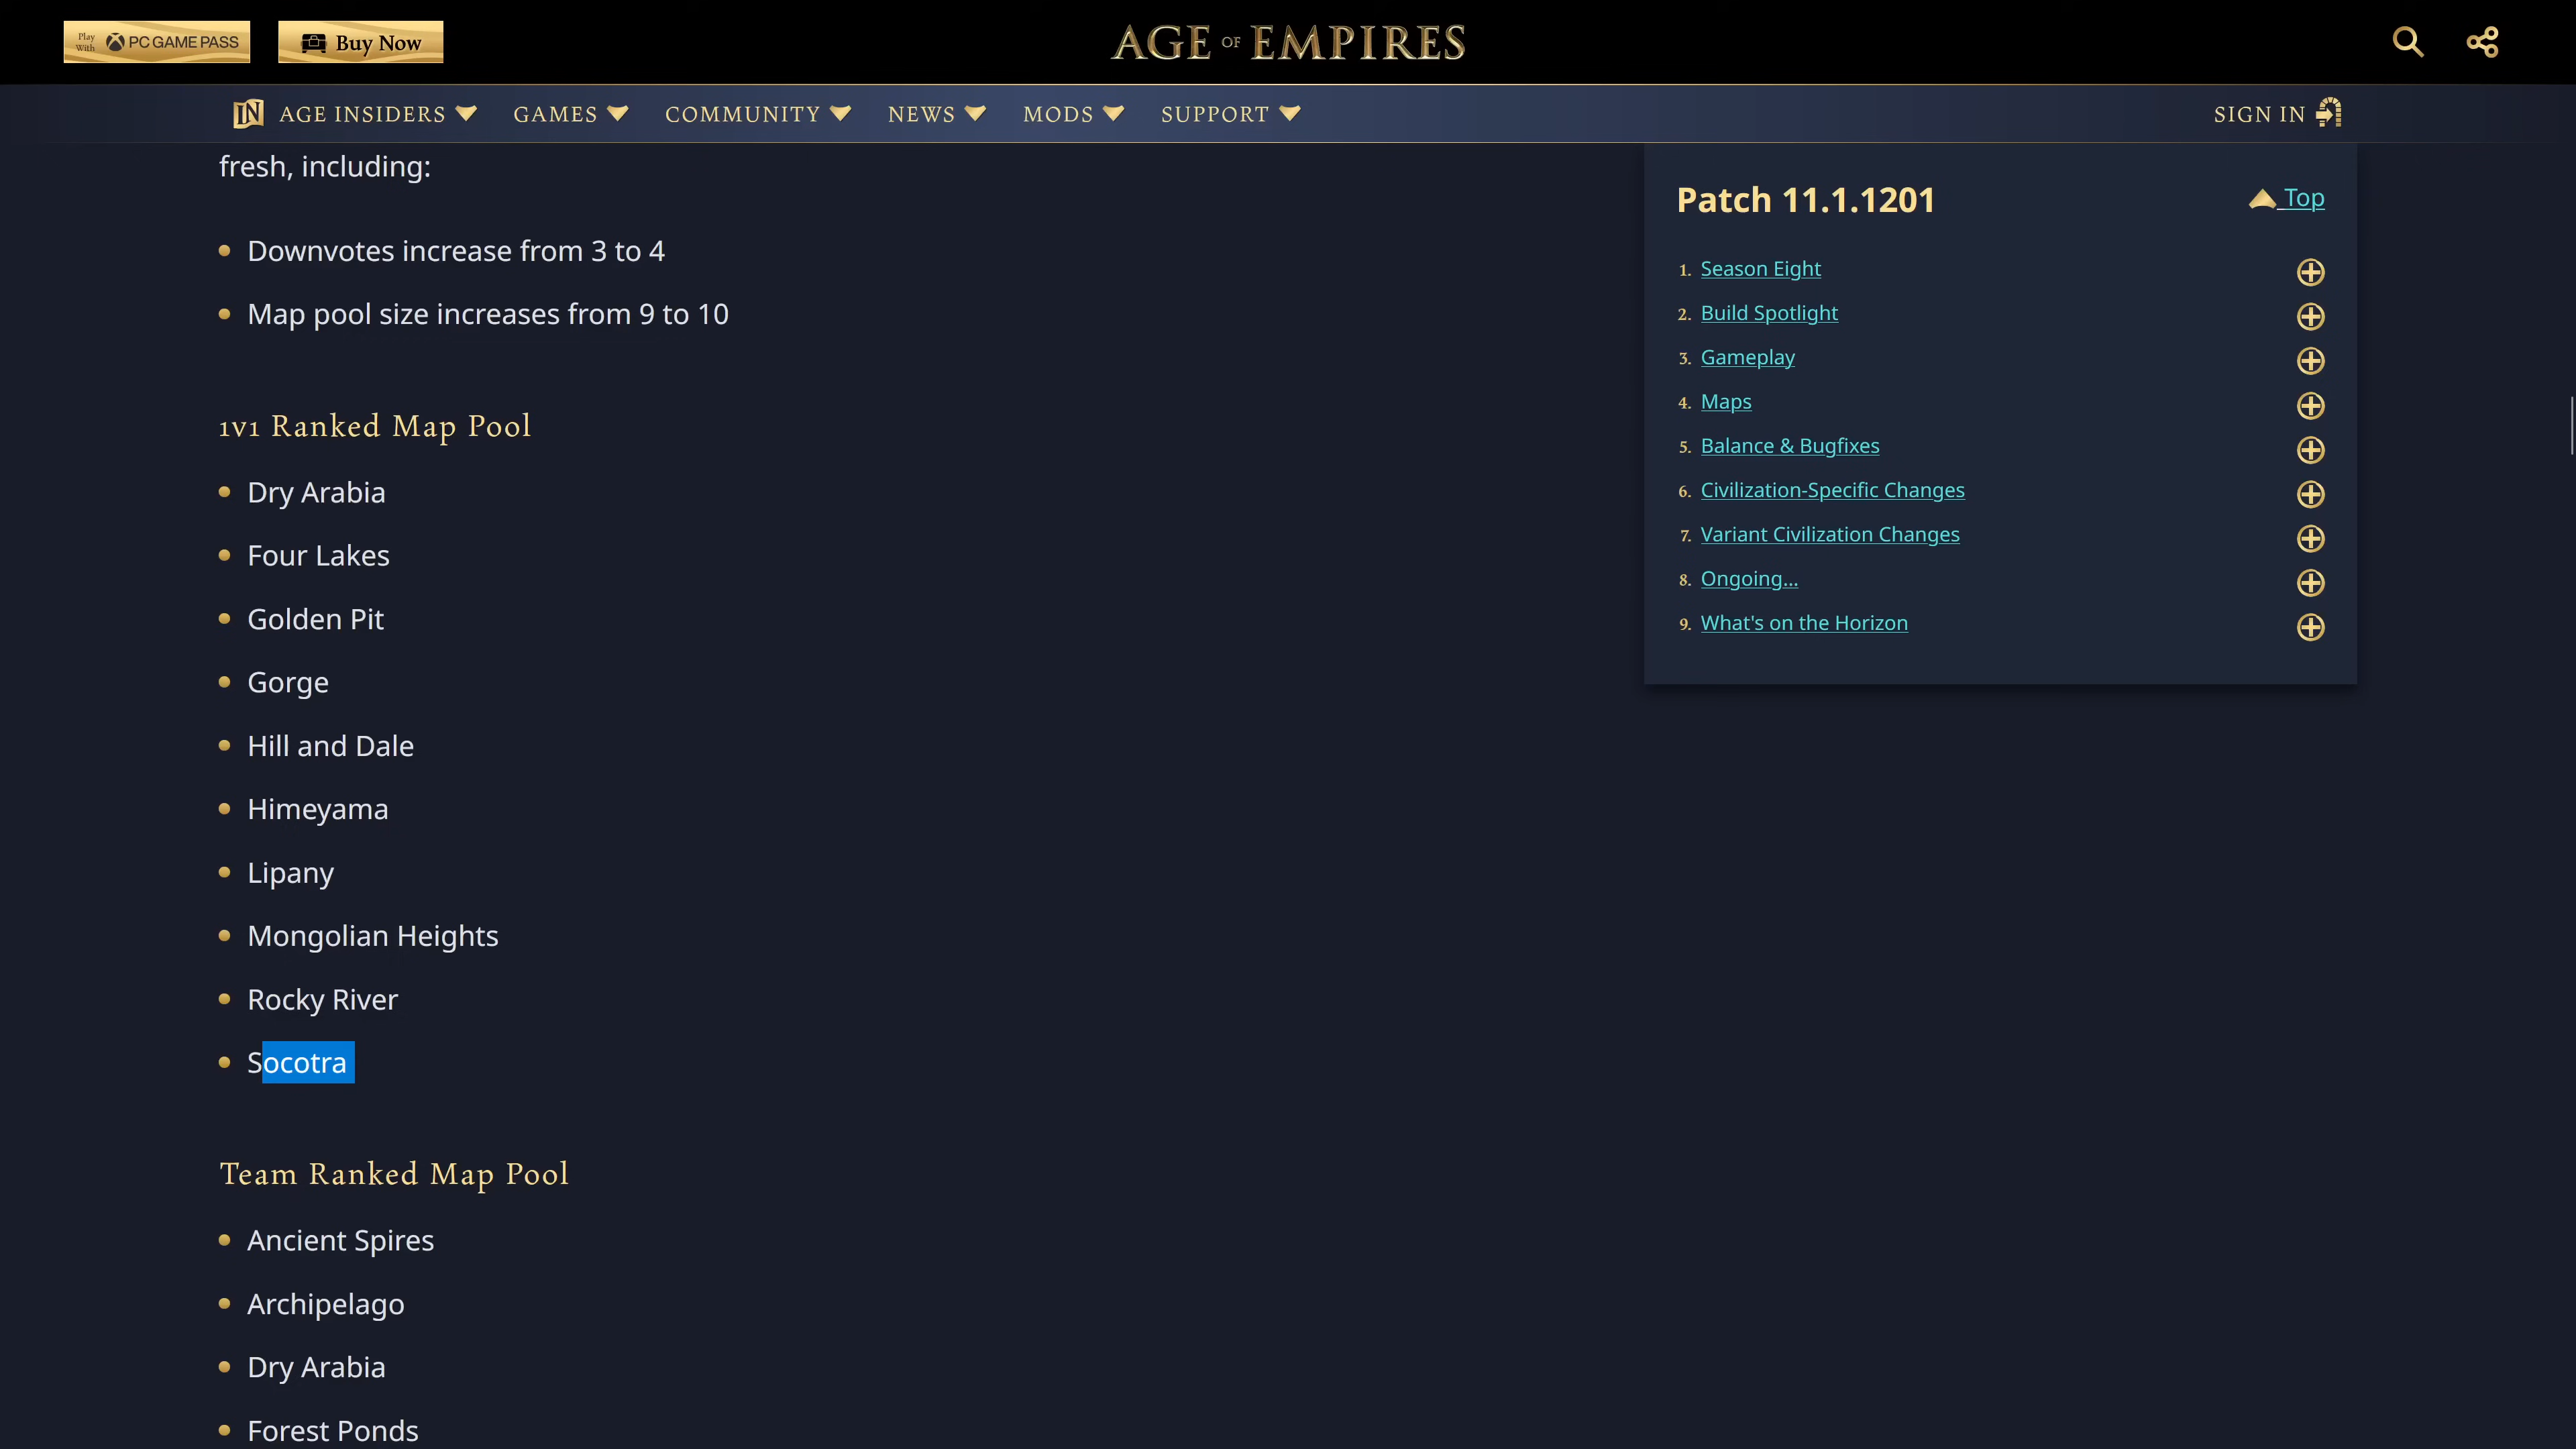 Play With PC GAME PASS
Buy Now
AGE OF EMPIRES
IN AGE INSIDERS
GAMES
COMMUNITY
NEWS
MODS
SUPPORT
SIGN IN
fresh, including:
Downvotes increase from 3 to 4
Map pool size increases from 9 to 10
1v1 Ranked Map Pool
Dry Arabia
Four Lakes
Golden Pit
Gorge
Hill and Dale
Himeyama
Lipany
Mongolian Heights
Rocky River
Socotra
Team Ranked Map Pool
Ancient Spires
Archipelago
Dry Arabia
Forest Ponds
Patch 11.1.1201
Top
1. Season Eight
2. Build Spotlight
3. Gameplay
4. Maps
5. Balance & Bugfixes
6. Civilization-Specific Changes
7. Variant Civilization Changes
8. Ongoing...
9. What's on the Horizon